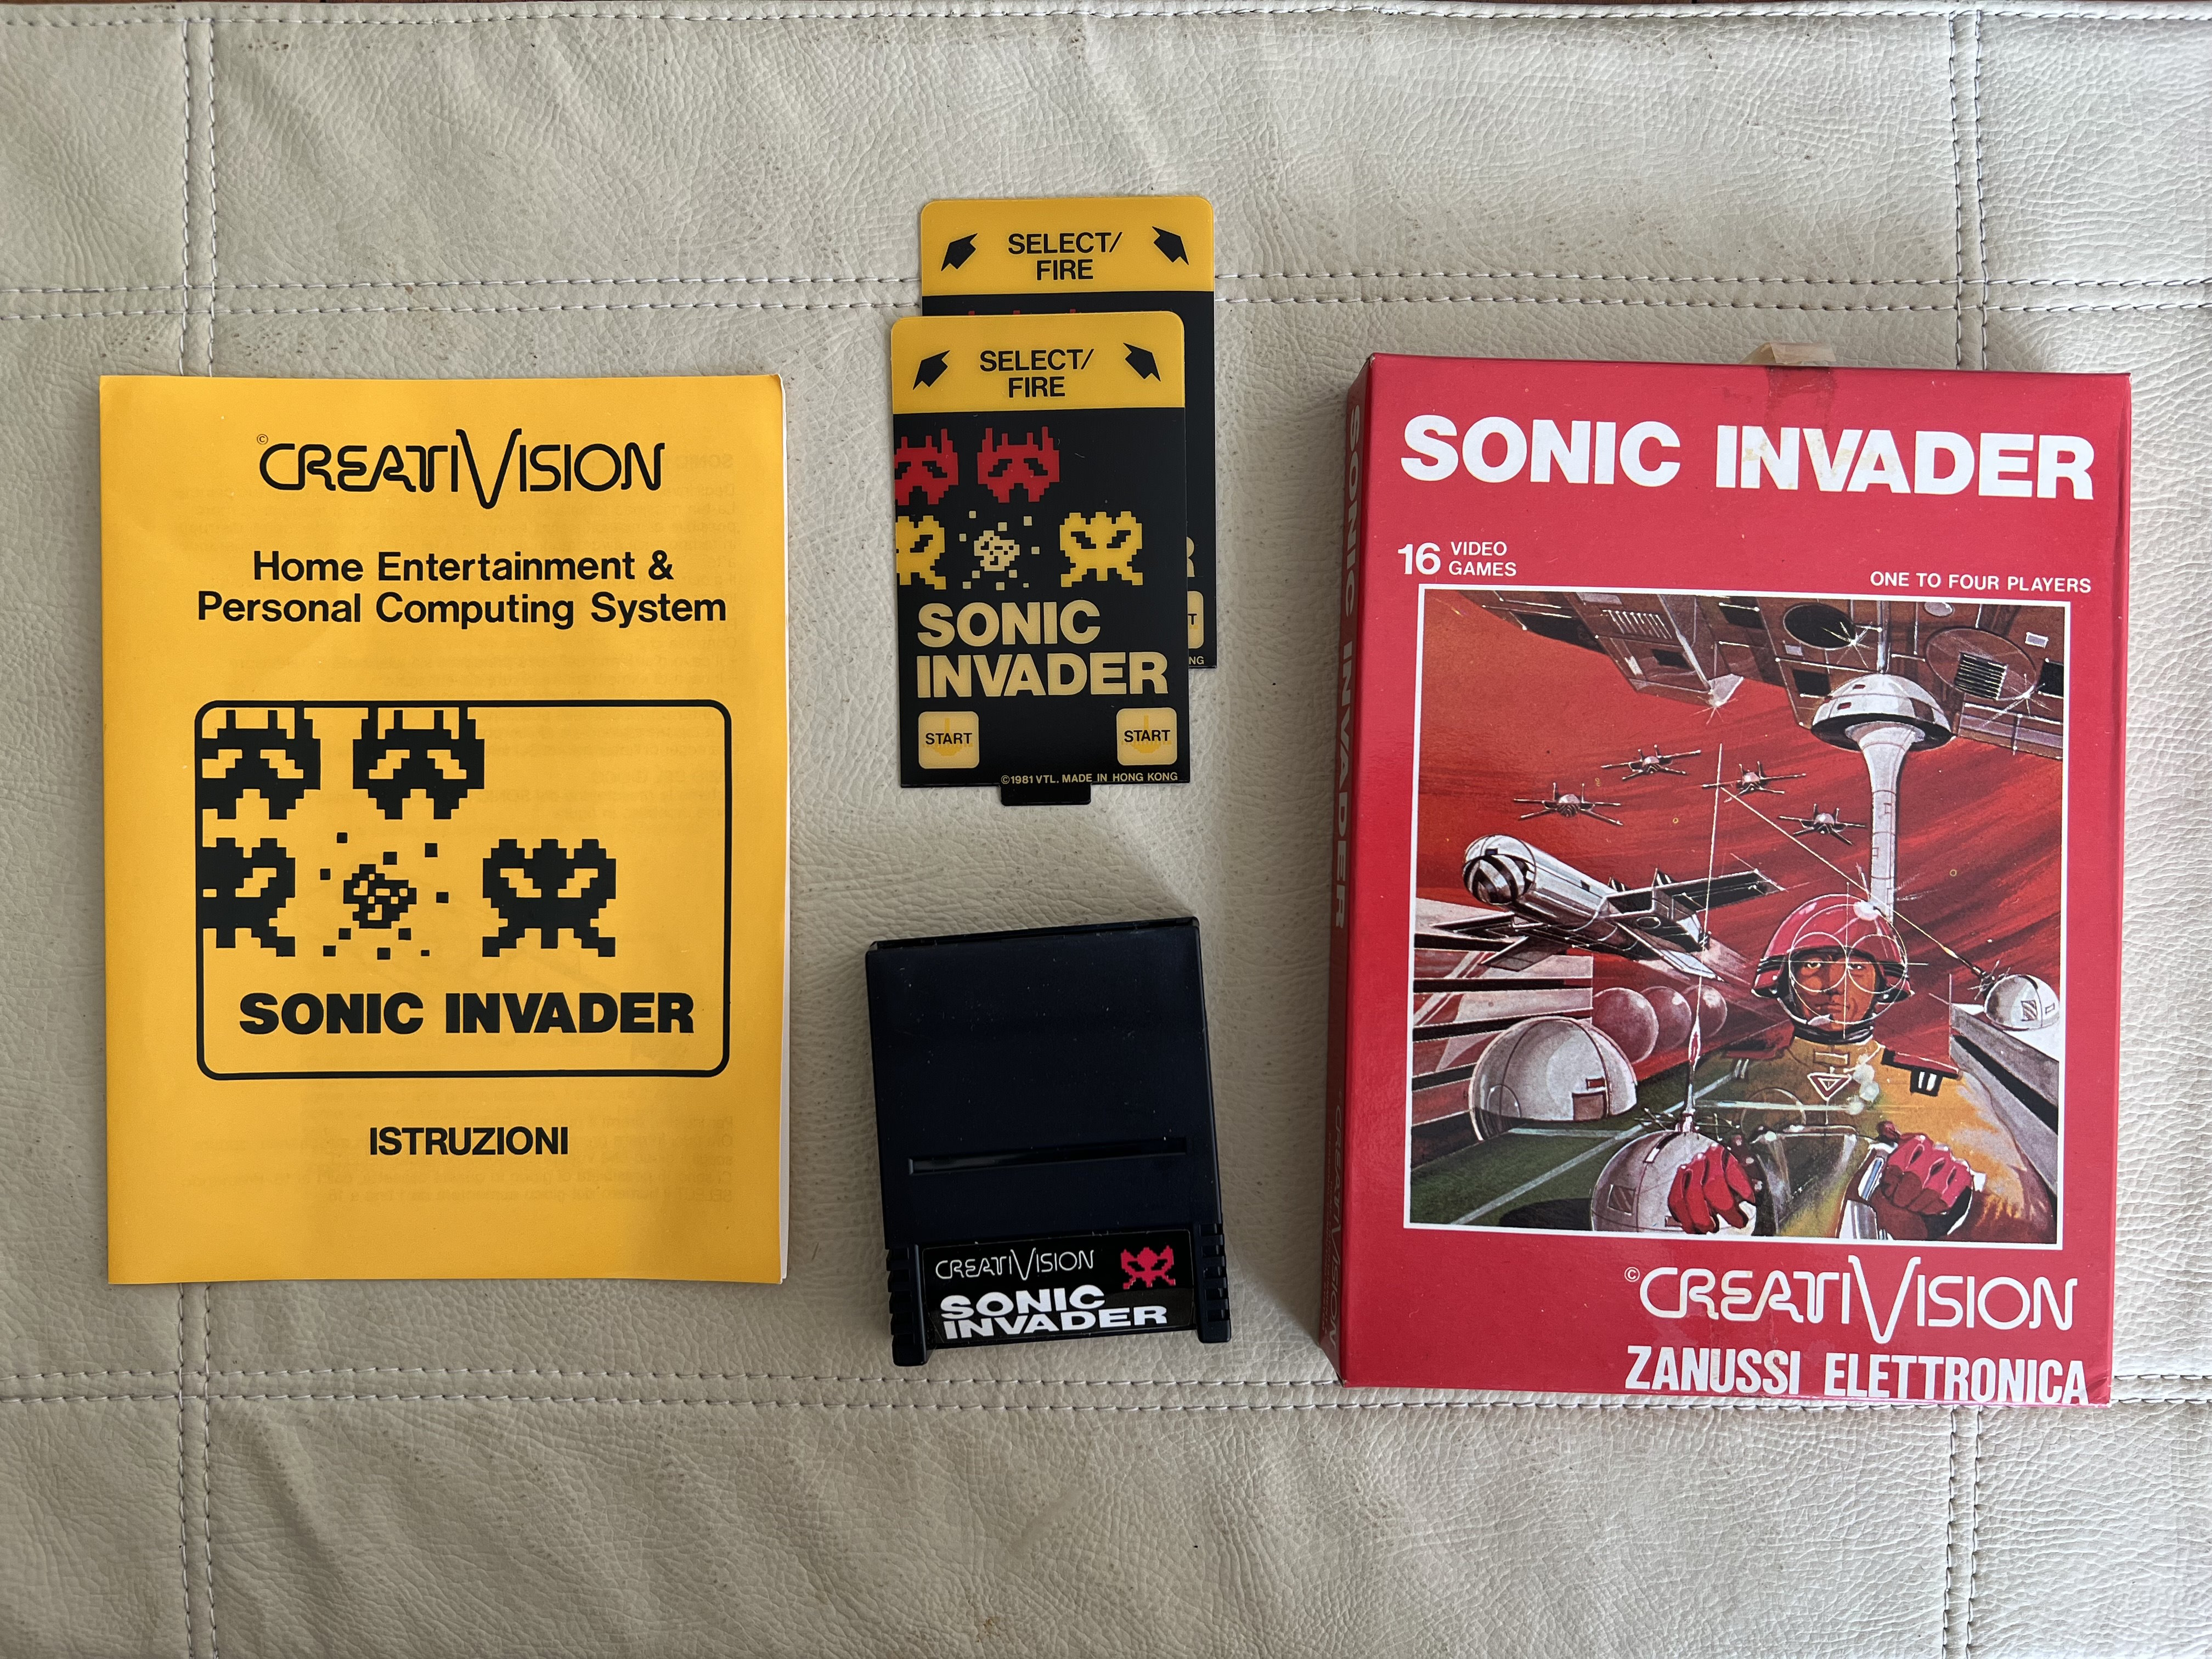 ©CREATIVISION
Home Entertainment &
Personal Computing System
SONIC INVADER
ISTRUZIONI
SELECT/
FIRE
SELECT/
FIRE
SONIC
INVADER
START
START
©1981 VTL. MADE IN HONG KONG
CREATIVISION
SONIC
INVADER
SONIC INVADER
SONIC INVADER
16 VIDEO
GAMES
ONE TO FOUR PLAYERS
©CREATIVISION
ZANUSSI ELETTRONICA
CREATIVISION